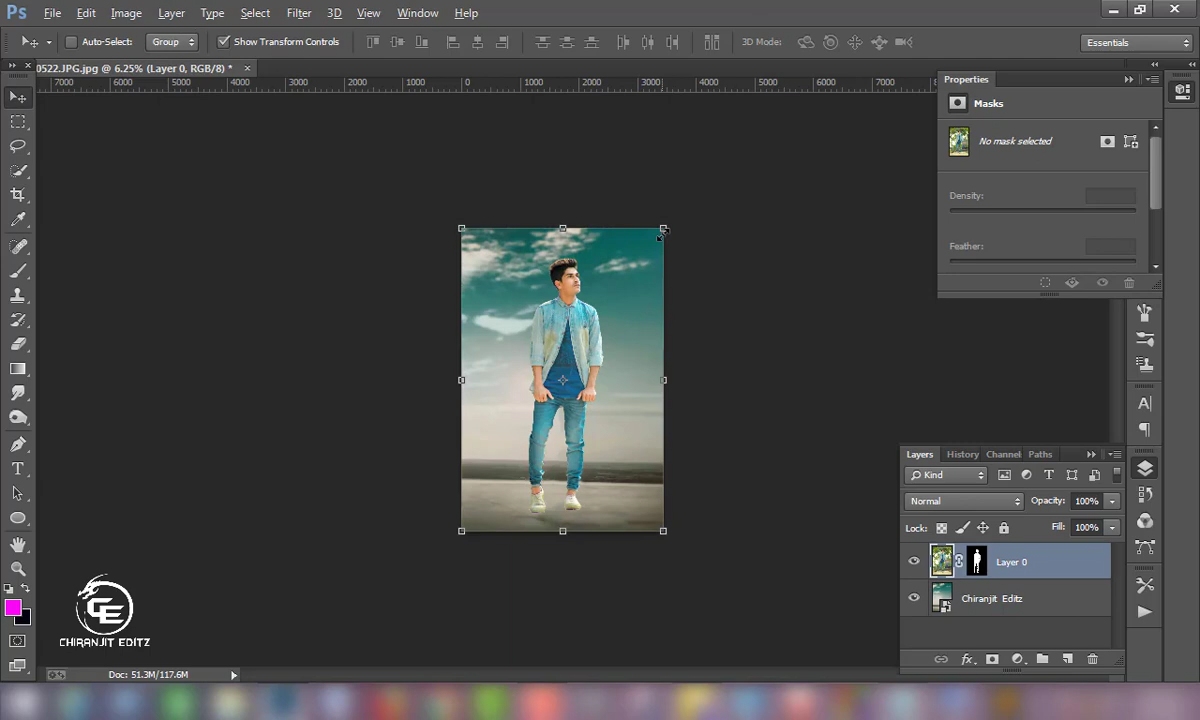 Ps File Edit Image Layer Type Select Filter 3D View Window Help
Auto-Select: Group Show Transform Controls 3D Mode: Essentials
0522.JPG.jpg @ 6.25% (Layer 0, RGB/8) * ×
7000 6000 5000 4000 3000 2000 1000 0 1000 2000 3000 4000 5000 6000 7000
Properties
Masks
No mask selected
Density:
Feather:
Layers History Channel Paths
Kind
Normal Opacity: 100%
Lock: Fill: 100%
Layer 0
Chiranjit Editz
CE
CHIRANJIT EDITZ
Doc: 51.3M/117.6M